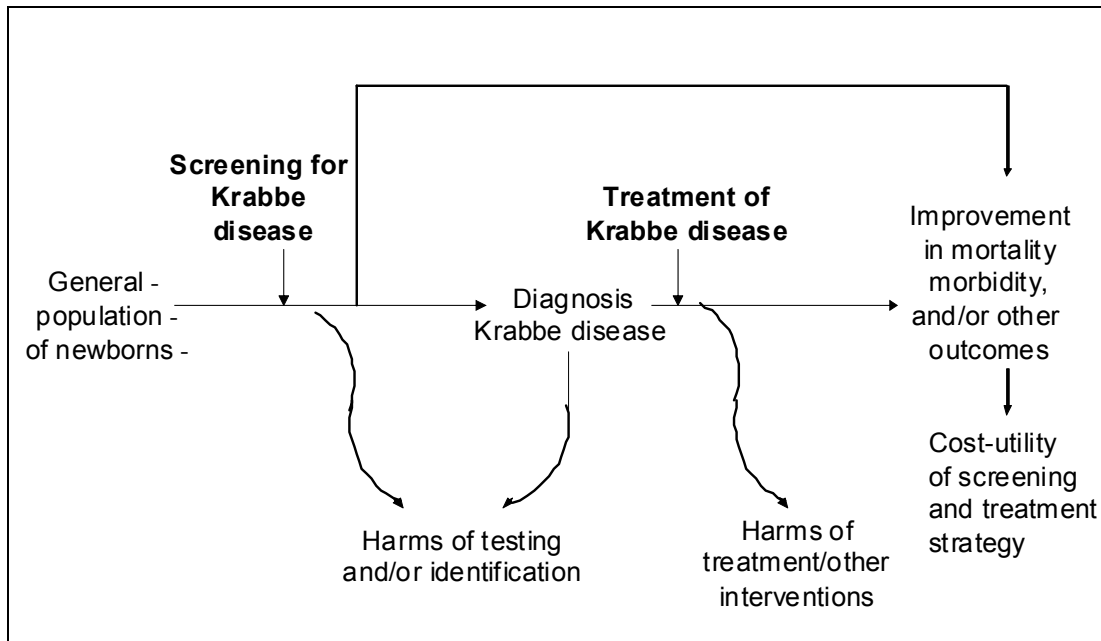 Screening for
Krabbe
disease
Treatment of
Krabbe disease
General -
population -
of newborns -
Diagnosis
Krabbe disease
Improvement
in mortality
morbidity,
and/or other
outcomes
Harms of testing
and/or identification
Harms of
treatment/other
interventions
Cost-utility
of screening
and treatment
strategy